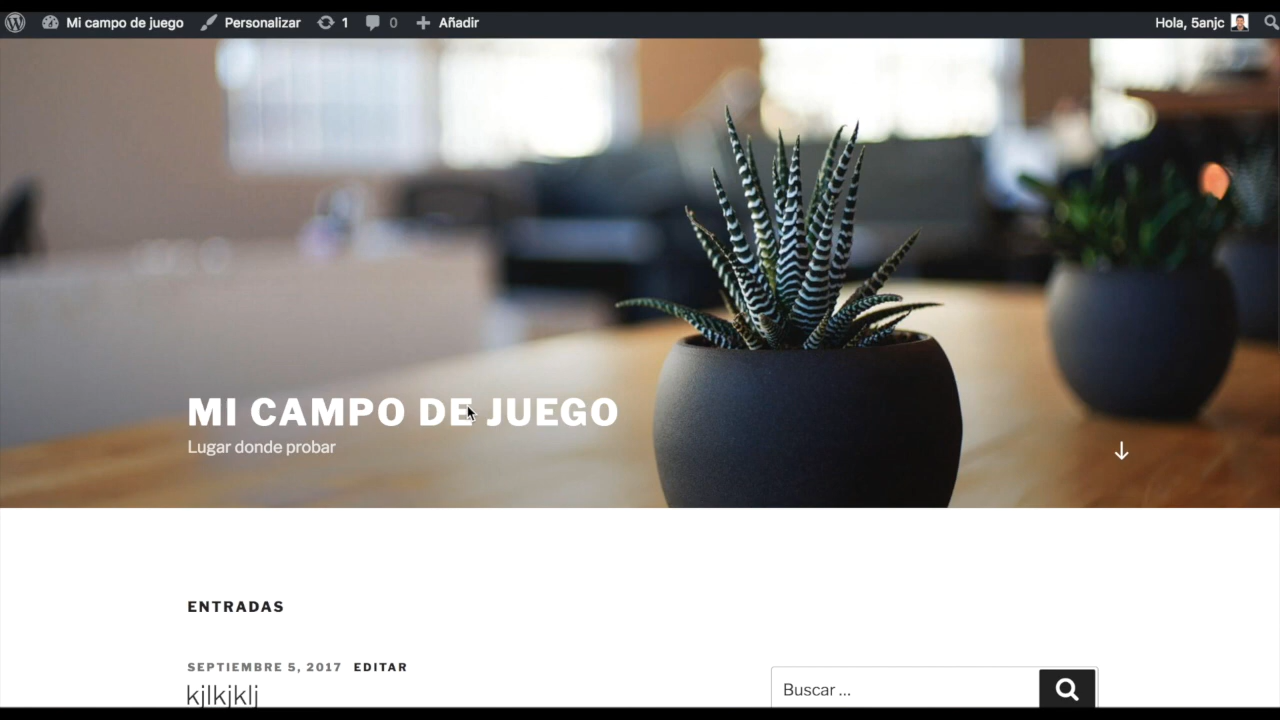 Mi campo de juego Personalizar 1 0 Añadir Hola, 5anjc
MI CAMPO DE JUEGO
Lugar donde probar
ENTRADAS
SEPTIEMBRE 5, 2017 EDITAR
kjlkjklj
Buscar ...